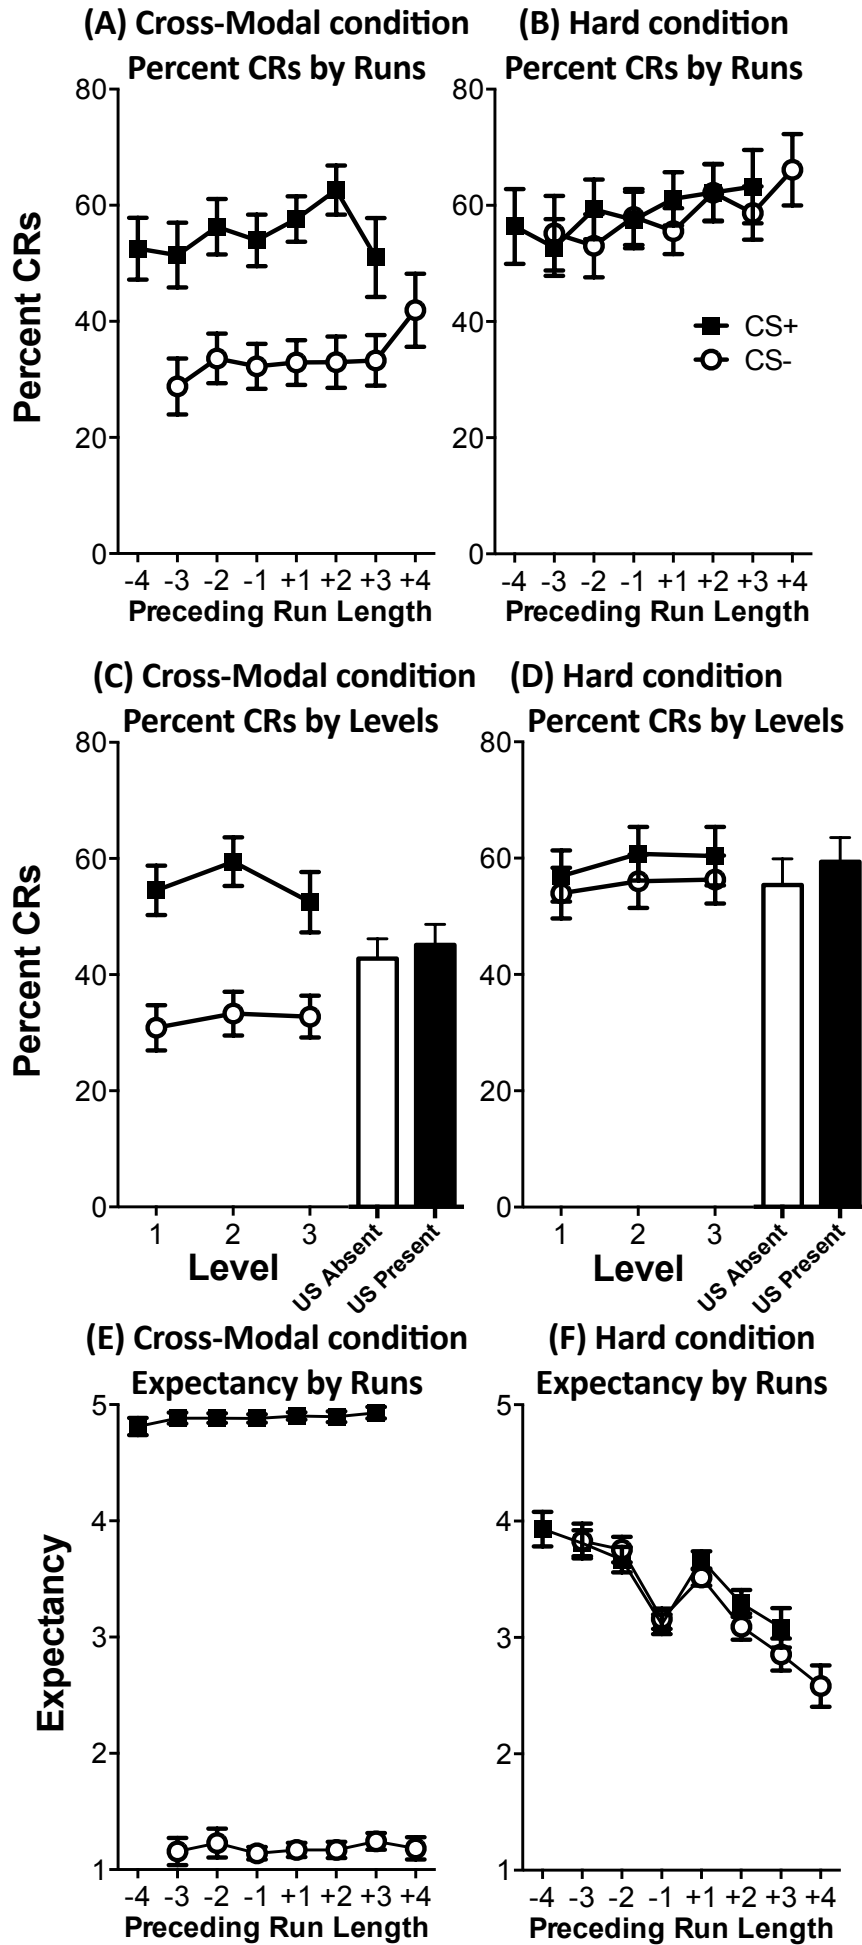 (A) Cross-Modal condition
Percent CRs by Runs
(B) Hard condition
Percent CRs by Runs
Percent CRs
80
60
40
20
0
-4 -3 -2 -1 +1 +2 +3 +4
Preceding Run Length
80
60
40
20
0
CS+
CS-
-4 -3 -2 -1 +1 +2 +3 +4
Preceding Run Length
(C) Cross-Modal condition
Percent CRs by Levels
(D) Hard condition
Percent CRs by Levels
Percent CRs
80
60
40
20
0
1 2 3
Level
US Absent
US Present
80
60
40
20
0
1 2 3
Level
US Absent
US Present
(E) Cross-Modal condition
Expectancy by Runs
(F) Hard condition
Expectancy by Runs
Expectancy
5
4
3
2
1
-4 -3 -2 -1 +1 +2 +3 +4
Preceding Run Length
5
4
3
2
1
-4 -3 -2 -1 +1 +2 +3 +4
Preceding Run Length